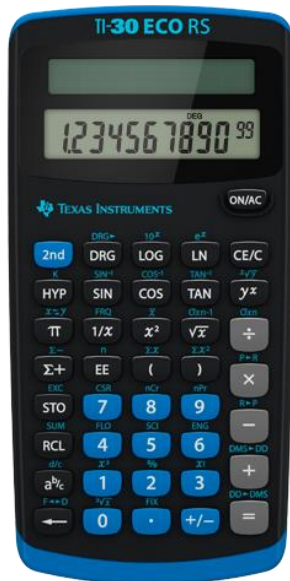 TI-30 ECO RS
DEG
1.234567890 99
TEXAS INSTRUMENTS
ON/AC
DRG► 10ˣ eˣ
2nd DRG LOG LN CE/C
K SIN⁻¹ COS⁻¹ TAN⁻¹ ˣ√y
HYP SIN COS TAN yˣ
x⇄y FRQ x̄ σxn-1 σxn
π 1/x x² √x ÷
Σ− n Σx Σx² P►R
Σ+ EE ( ) ×
EXC CSR nCr nPr R►P
STO 7 8 9 −
SUM FLO SCI ENG DMS►DD
RCL 4 5 6 +
d/c x³ % x! DD►DMS
aᵇ/c 1 2 3 =
F◄►D ³√x FIX
← 0 . +/−